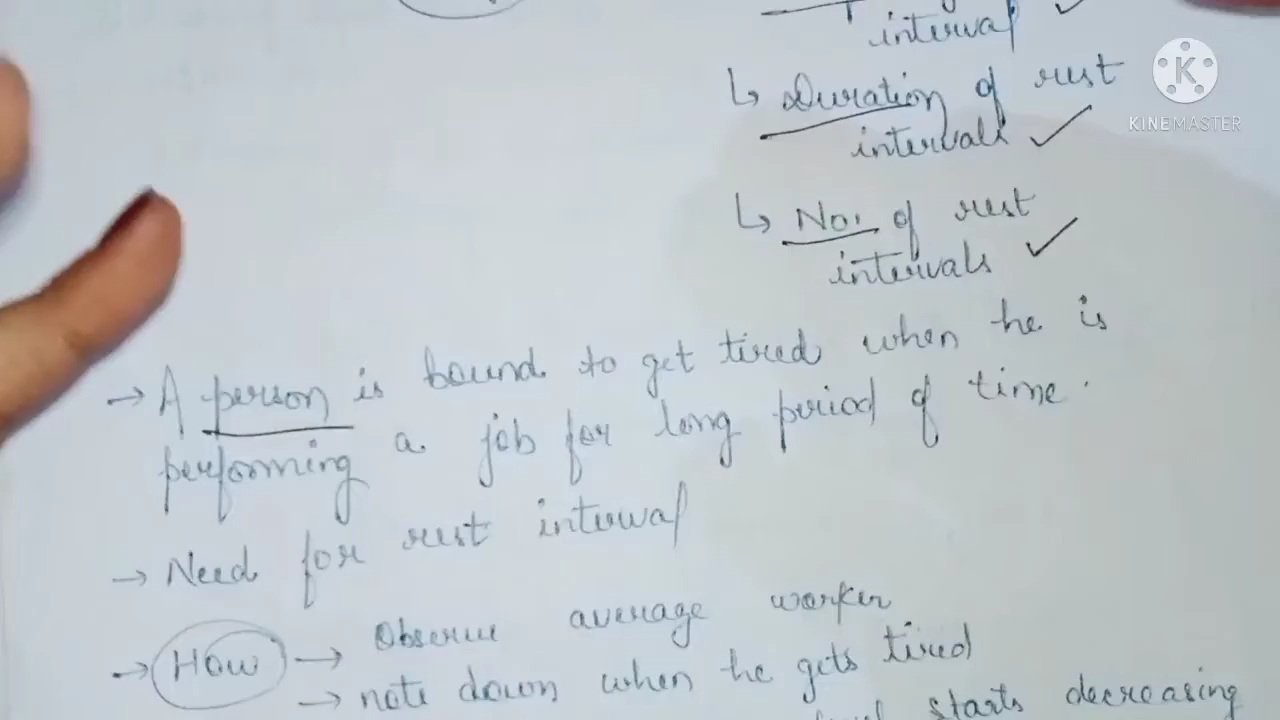 interval ✓
↳ Duration of rest
intervals ✓
↳ No. of rest
intervals ✓
KINEMASTER
→ A person is bound to get tired when he is
performing a job for long period of time.
→ Need for rest interval
→ How → Observe average worker
→ note down when he gets tired
starts decreasing